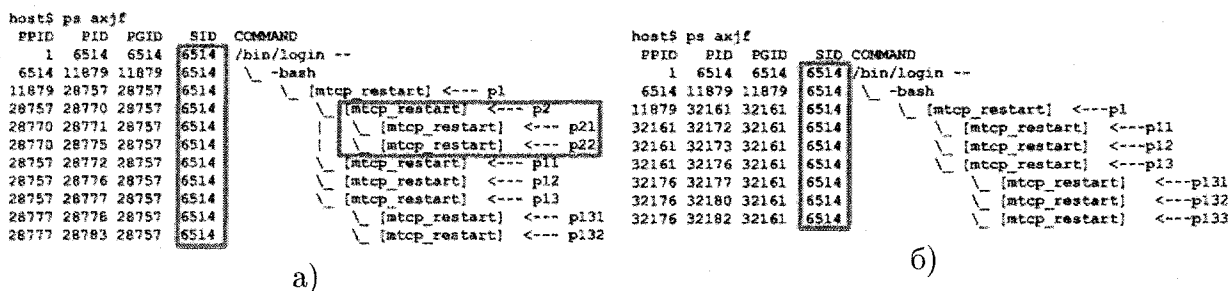 host$ ps axjf
PPID PID PGID SID COMMAND
1 6514 6514 6514 /bin/login --
6514 11879 11879 6514 \_ -bash
11879 28757 28757 6514 \_ [mtcp_restart] <--- p1
28757 28770 28757 6514 \_ [mtcp_restart] <--- p2
28770 28771 28757 6514 | \_ [mtcp_restart] <--- p21
28770 28775 28757 6514 | \_ [mtcp_restart] <--- p22
28757 28772 28757 6514 \_ [mtcp_restart] <--- p11
28757 28776 28757 6514 \_ [mtcp_restart] <--- p12
28757 28777 28757 6514 \_ [mtcp_restart] <--- p13
28777 28778 28757 6514 \_ [mtcp_restart] <--- p131
28777 28783 28757 6514 \_ [mtcp_restart] <--- p132
а)
host$ ps axjf
PPID PID PGID SID COMMAND
1 6514 6514 6514 /bin/login --
6514 11879 11879 6514 \_ -bash
11879 32161 32161 6514 \_ [mtcp_restart] <---p1
32161 32172 32161 6514 \_ [mtcp_restart] <---p11
32161 32173 32161 6514 \_ [mtcp_restart] <---p12
32161 32176 32161 6514 \_ [mtcp_restart] <---p13
32176 32177 32161 6514 \_ [mtcp_restart] <---p131
32176 32180 32161 6514 \_ [mtcp_restart] <---p132
32176 32182 32161 6514 \_ [mtcp_restart] <---p133
б)